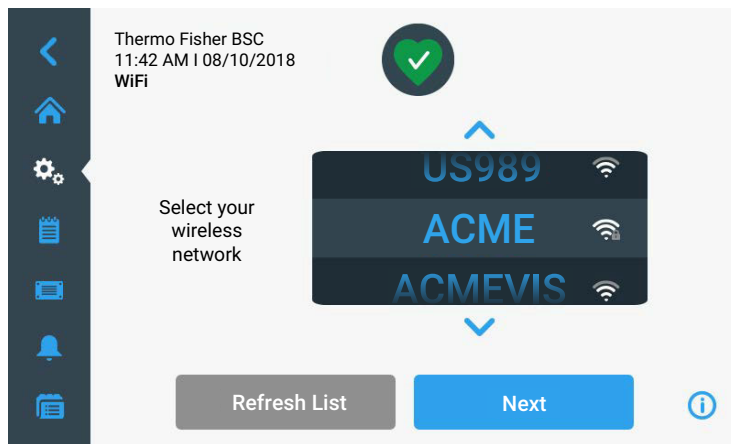 Thermo Fisher BSC
11:42 AM I 08/10/2018
WiFi
Select your
wireless
network
US989
ACME
ACMEVIS
Refresh List
Next